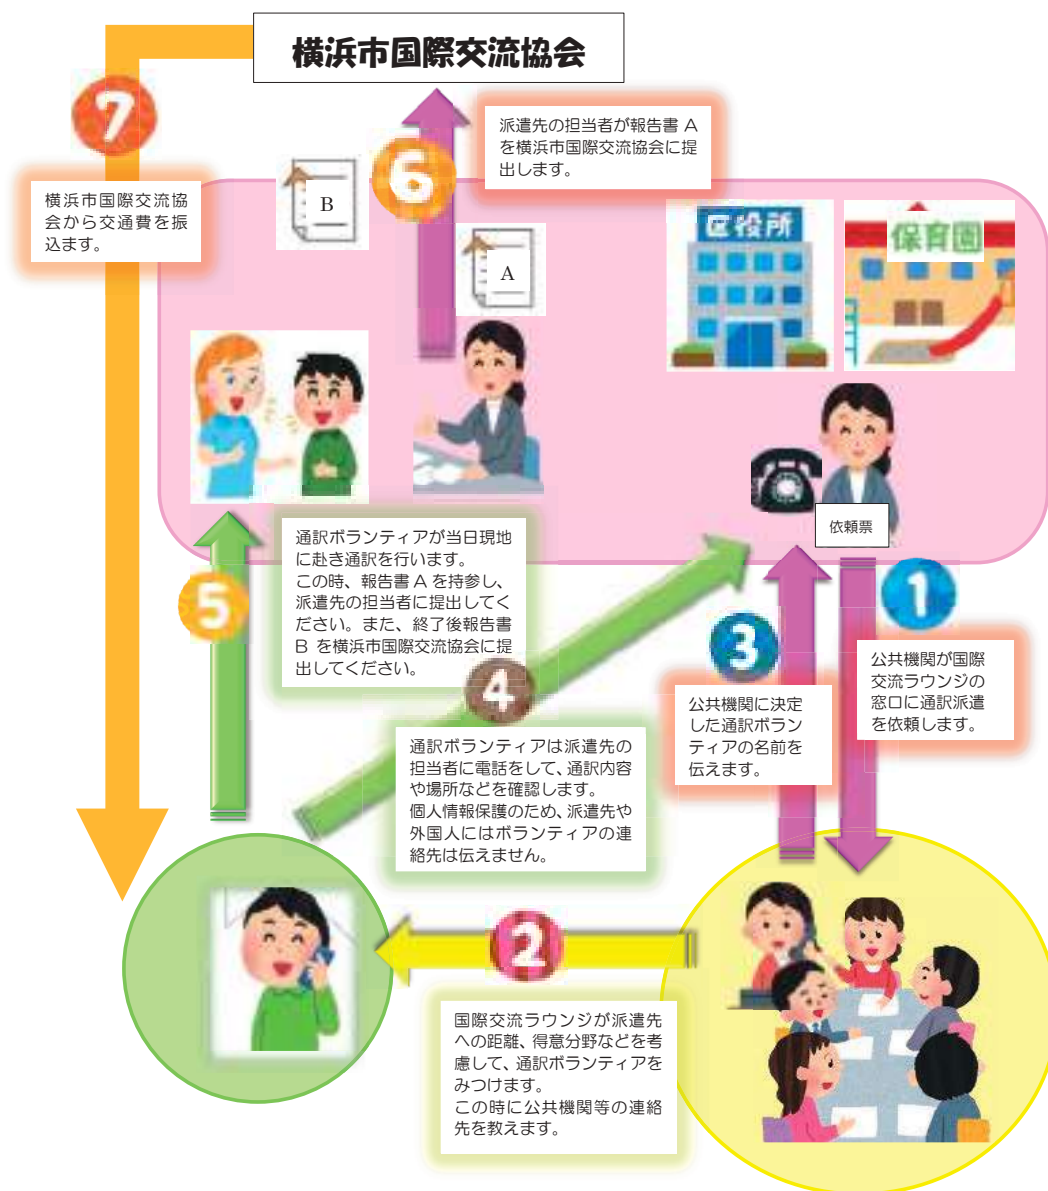 横浜市国際交流協会
7
横浜市国際交流協
会から交通費を振
込ます。
6
派遣先の担当者が報告書 A
を横浜市国際交流協会に提
出します。
B
A
区役所
保育園
依頼票
5
通訳ボランティアが当日現地
に赴き通訳を行います。
この時、報告書 A を持参し、
派遣先の担当者に提出してく
ださい。また、終了後報告書
B を横浜市国際交流協会に提
出してください。
4
通訳ボランティアは派遣先の
担当者に電話をして、通訳内容
や場所などを確認します。
個人情報保護のため、派遣先や
外国人にはボランティアの連
絡先は伝えません。
3
公共機関に決定
した通訳ボラン
ティアの名前を
伝えます。
1
公共機関が国際
交流ラウンジの
窓口に通訳派遣
を依頼します。
2
国際交流ラウンジが派遣先
への距離、得意分野などを考
慮して、通訳ボランティアを
みつけます。
この時に公共機関等の連絡
先を教えます。